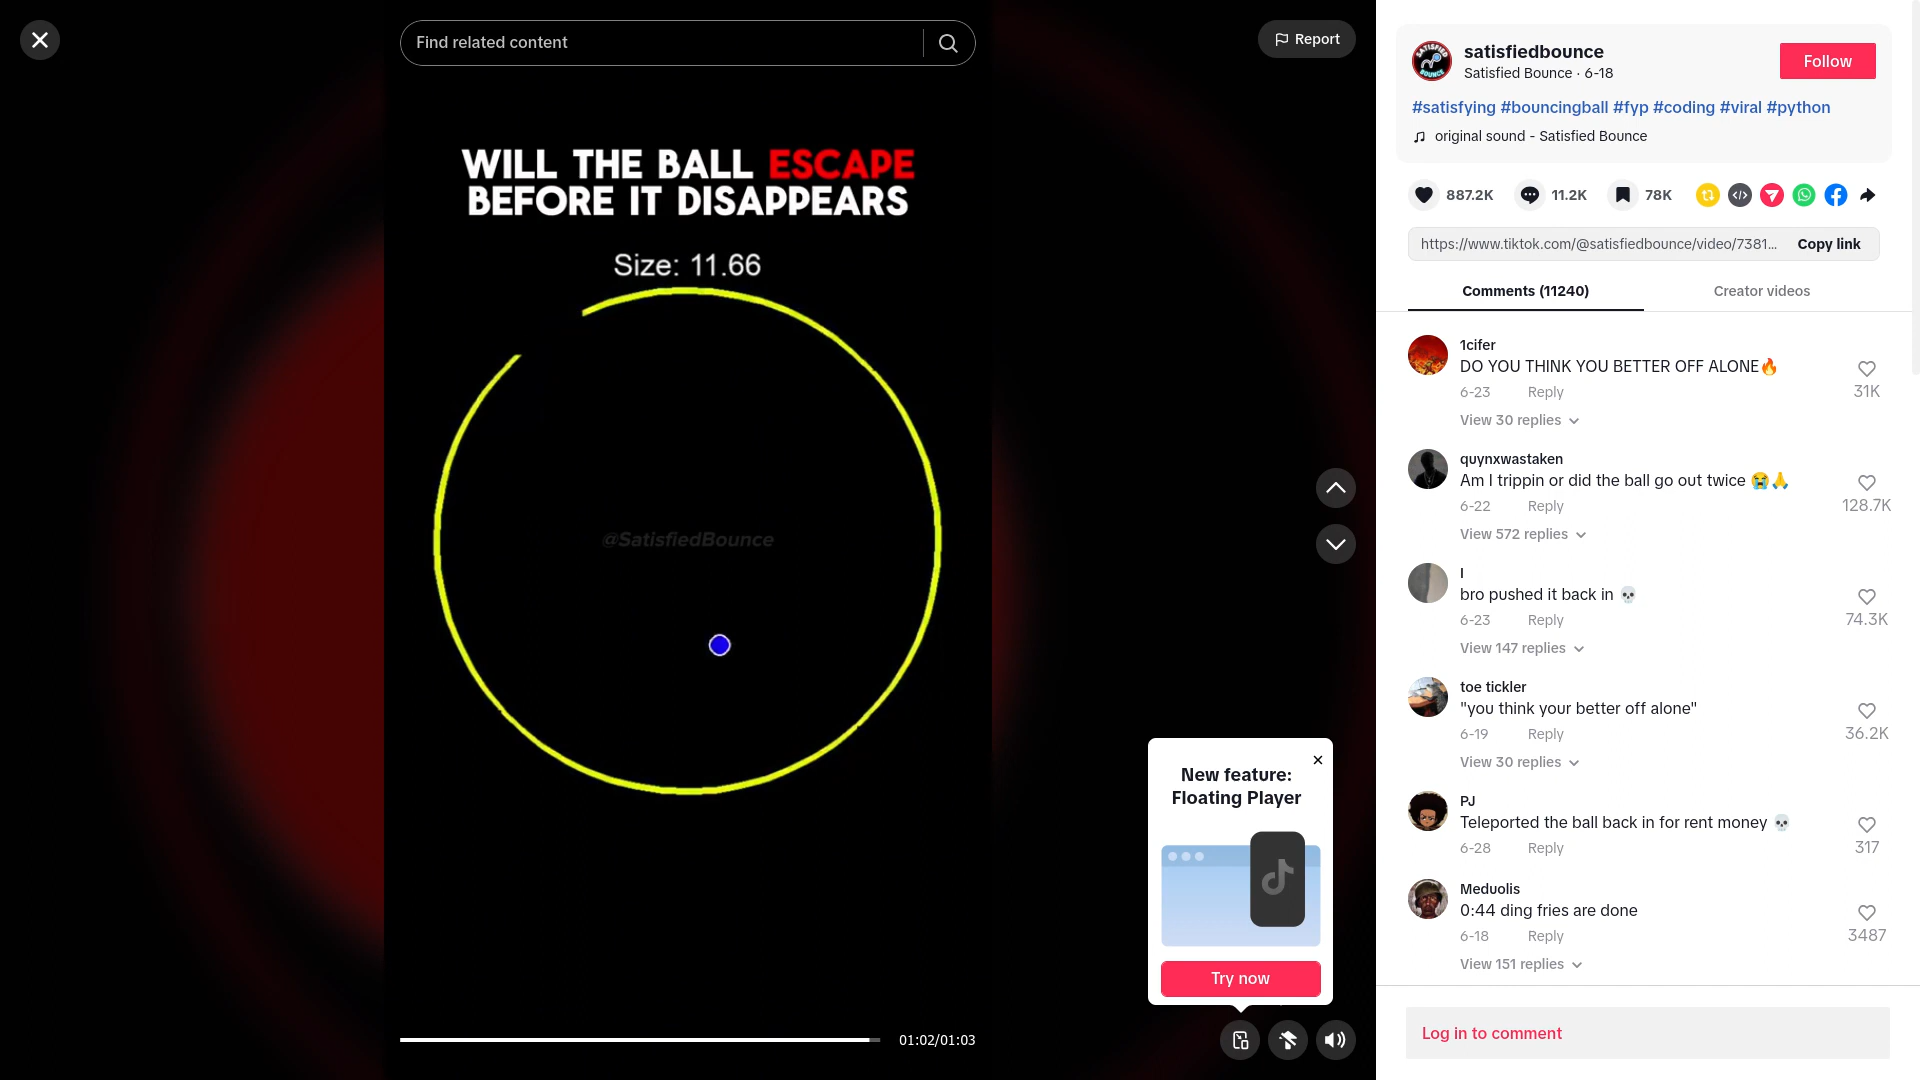 Find related content
Report
WILL THE BALL ESCAPE
BEFORE IT DISAPPEARS
Size: 11.66
@SatisfiedBounce
New feature:
Floating Player
Try now
01:02/01:03
SATISFIED
BOUNCE
satisfiedbounce
Satisfied Bounce · 6-18
Follow
#satisfying #bouncingball #fyp #coding #viral #python
original sound - Satisfied Bounce
887.2K
11.2K
78K
https://www.tiktok.com/@satisfiedbounce/video/7381...
Copy link
Comments (11240)
Creator videos
1cifer
DO YOU THINK YOU BETTER OFF ALONE🔥
6-23 Reply
31K
View 30 replies
quynxwastaken
Am I trippin or did the ball go out twice 😭🙏
6-22 Reply
128.7K
View 572 replies
I
bro pushed it back in 💀
6-23 Reply
74.3K
View 147 replies
toe tickler
"you think your better off alone"
6-19 Reply
36.2K
View 30 replies
PJ
Teleported the ball back in for rent money 💀
6-28 Reply
317
Meduolis
0:44 ding fries are done
6-18 Reply
3487
View 151 replies
Log in to comment